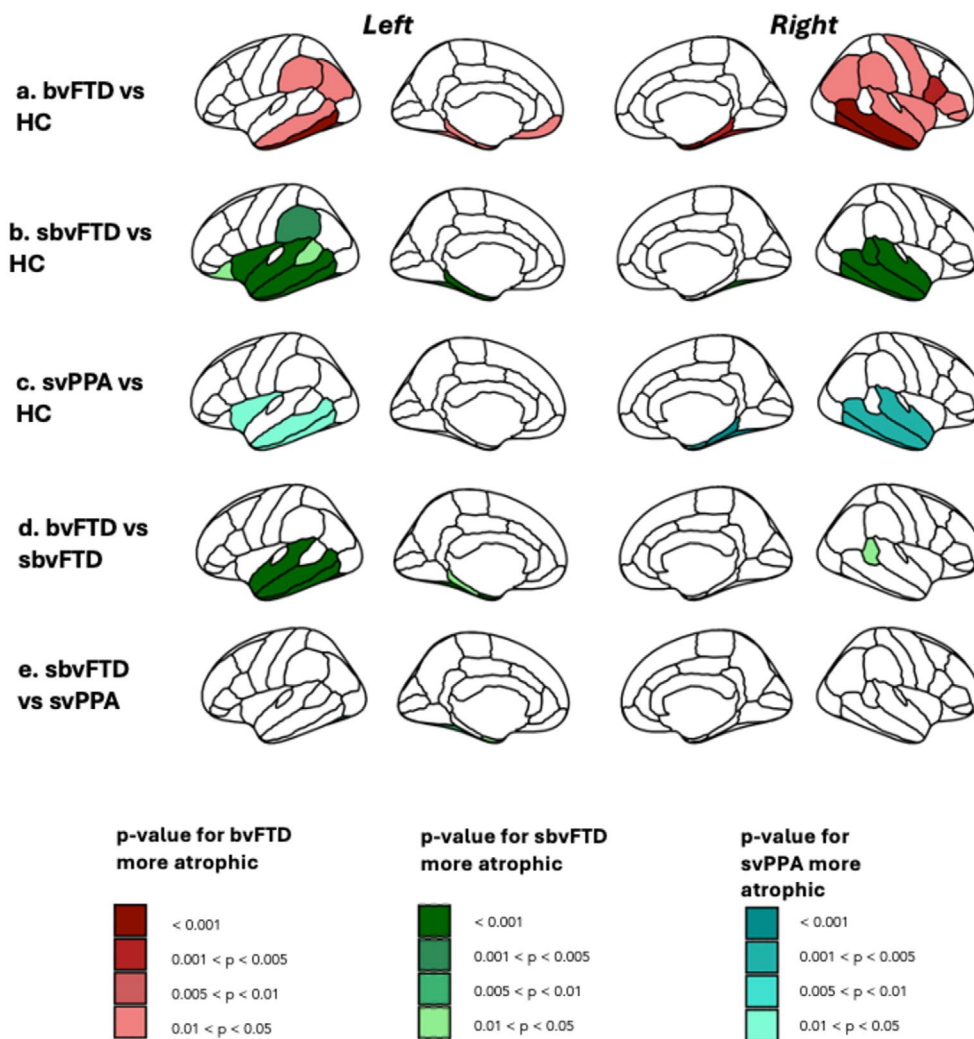 Left Right
a. bvFTD vs
HC
b. sbvFTD vs
HC
c. svPPA vs
HC
d. bvFTD vs
sbvFTD
e. sbvFTD
vs svPPA
p-value for bvFTD
more atrophic
< 0.001
0.001 < p < 0.005
0.005 < p < 0.01
0.01 < p < 0.05
p-value for sbvFTD
more atrophic
< 0.001
0.001 < p < 0.005
0.005 < p < 0.01
0.01 < p < 0.05
p-value for
svPPA more
atrophic
< 0.001
0.001 < p < 0.005
0.005 < p < 0.01
0.01 < p < 0.05